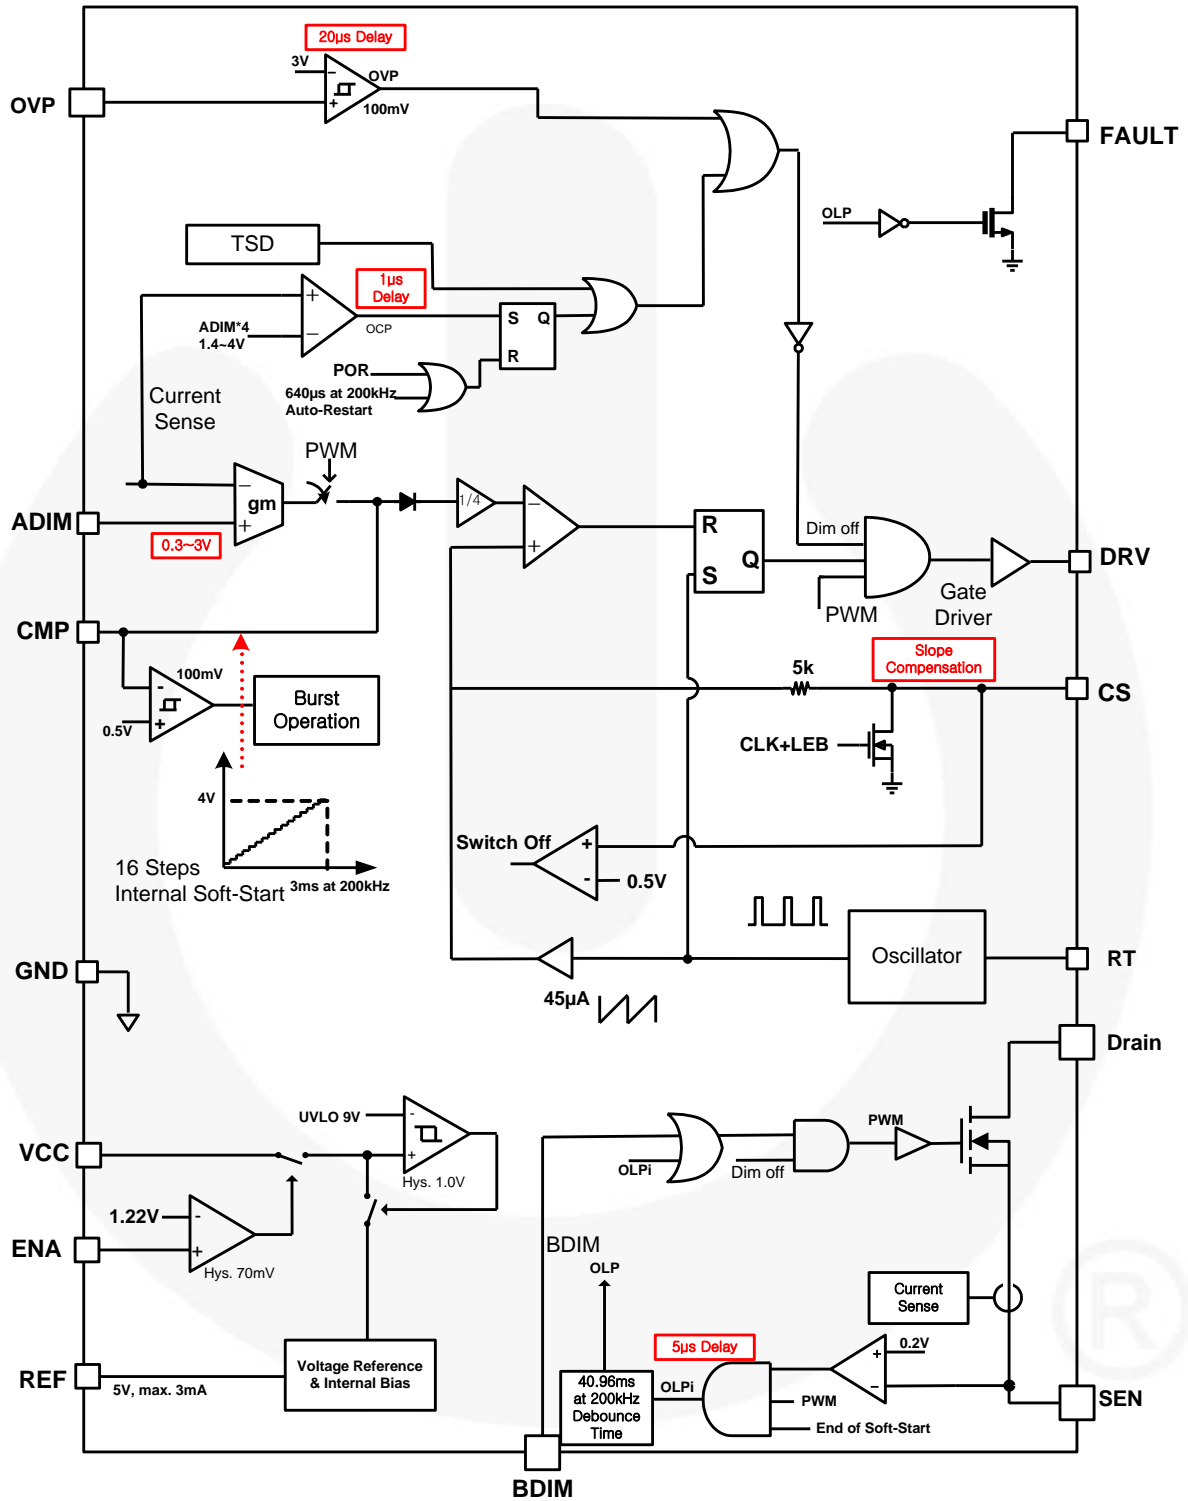 20µs Delay
3V
−
OVP
+
100mV
OVP
FAULT
OLP
TSD
1µs
Delay
+
ADIM*4
1.4~4V
−
OCP
S
Q
R
POR
640µs at 200kHz
Auto-Restart
Current
Sense
PWM
−
gm
+
ADIM
0.3~3V
1/4
−
+
R
S
Q
Dim off
PWM
Gate
Driver
DRV
CMP
100mV
-
0.5V
+
Burst
Operation
5k
Slope
Compensation
CS
CLK+LEB
4V
16 Steps
Internal Soft-Start
3ms at 200kHz
Switch Off
+
-
0.5V
GND
45µA
Oscillator
RT
Drain
UVLO 9V
-
+
Hys. 1.0V
VCC
1.22V
-
+
ENA
Hys. 70mV
OLPi
Dim off
PWM
BDIM
OLP
Current
Sense
5µs Delay
0.2V
+
−
REF
5V, max. 3mA
Voltage Reference
& Internal Bias
40.96ms
at 200kHz
Debounce
Time
OLPi
PWM
End of Soft-Start
SEN
BDIM
®